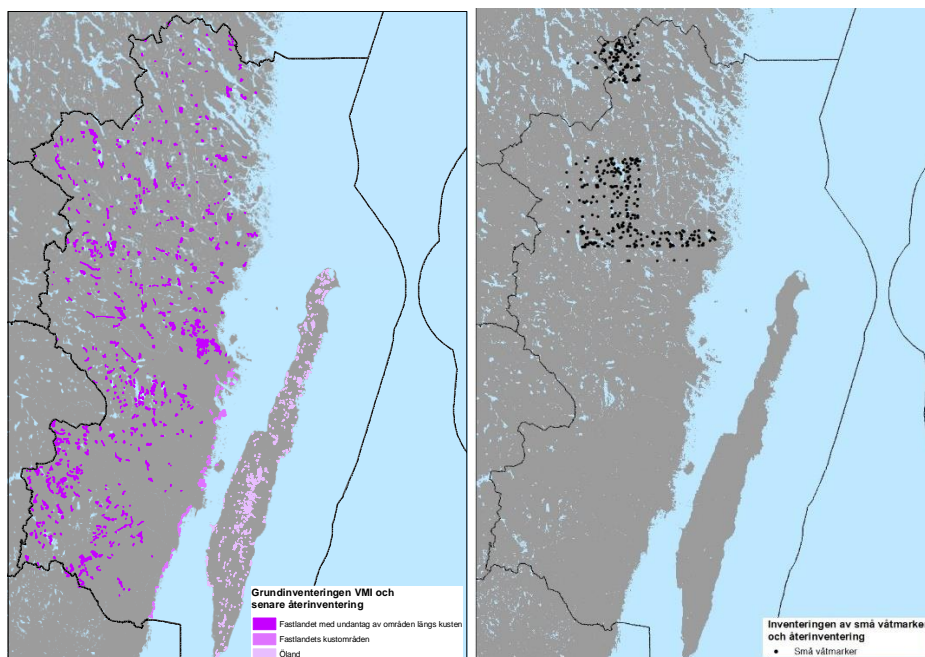 Grundinventeringen VMI och
senare återinventering
Fastlandet med undantag av områden längs kusten
Fastlandets kustområden
Öland
Inventeringen av små våtmarker
och återinventering
Små våtmarker